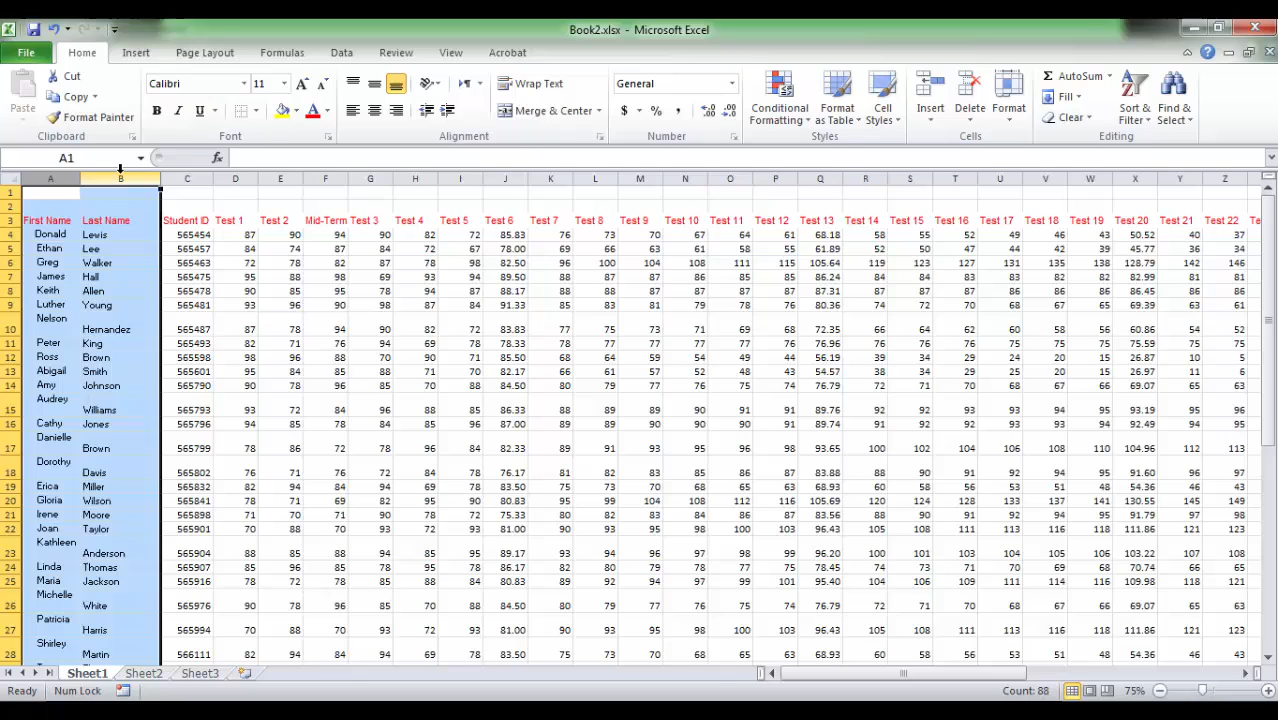 Book2.xlsx - Microsoft Excel
File Home Insert Page Layout Formulas Data Review View Acrobat
Cut
Copy
Format Painter
Paste
Clipboard
Calibri 11
B I U
Font
Wrap Text
Merge & Center
Alignment
General
$ % ,
Number
Conditional Formatting
Format as Table
Cell Styles
Styles
Insert Delete Format
Cells
AutoSum
Fill
Clear
Sort & Filter
Find & Select
Editing
A1 fx
A B C D E F G H I J K L M N O P Q R S T U V W X Y Z
1
2
3 First Name Last Name Student ID Test 1 Test 2 Mid-Term Test 3 Test 4 Test 5 Test 6 Test 7 Test 8 Test 9 Test 10 Test 11 Test 12 Test 13 Test 14 Test 15 Test 16 Test 17 Test 18 Test 19 Test 20 Test 21 Test 22 Te
4 Donald Lewis 565454 87 90 94 90 82 72 85.83 76 73 70 67 64 61 68.18 58 55 52 49 46 43 50.52 40 37
5 Ethan Lee 565457 84 74 87 84 72 67 78.00 69 66 63 61 58 55 61.89 52 50 47 44 42 39 45.77 36 34
6 Greg Walker 565463 72 78 82 87 78 98 82.50 96 100 104 108 111 115 105.64 119 123 127 131 135 138 128.79 142 146
7 James Hall 565475 95 88 98 69 93 94 89.50 88 87 87 86 85 85 86.24 84 84 83 83 82 82 82.99 81 81
8 Keith Allen 565478 90 85 95 78 94 87 88.17 88 88 88 87 87 87 87.31 87 87 86 86 86 86 86.45 86 86
9 Luther Young 565481 93 96 90 98 87 84 91.33 85 83 81 79 78 76 80.36 74 72 70 68 67 65 69.39 63 61
10 Nelson Hernandez 565487 87 78 94 90 82 72 83.83 77 75 73 71 69 68 72.35 66 64 62 60 58 56 60.86 54 52
11 Peter King 565493 82 71 76 94 69 78 78.33 78 77 77 77 77 77 76.96 76 76 76 76 75 75 75.59 75 75
12 Ross Brown 565598 98 96 88 70 90 71 85.50 68 64 59 54 49 44 56.19 39 34 29 24 20 15 26.87 10 5
13 Abigail Smith 565601 95 84 85 88 71 70 82.17 66 61 57 52 48 43 54.57 38 34 29 25 20 15 26.97 11 6
14 Amy Johnson 565790 90 78 96 85 70 88 84.50 80 79 77 76 75 74 76.79 72 71 70 68 67 66 69.07 65 63
15 Audrey Williams 565793 93 72 84 96 88 85 86.33 88 89 89 90 91 91 89.76 92 92 93 93 94 95 93.19 95 96
16 Cathy Jones 565796 94 85 78 84 85 96 87.00 89 89 90 90 90 91 89.74 91 92 92 93 93 94 92.49 94 95
17 Danielle Brown 565799 88 86 72 78 96 84 84.00 90 91 93 95 96 98 93.65 100 102 104 106 108 110 104.96 112 113
18 Dorothy Davis 565802 76 71 76 72 84 78 76.17 81 82 83 85 86 87 83.88 88 90 91 92 94 95 91.60 96 97
19 Erica Miller 565832 82 94 84 94 69 78 83.50 75 73 70 68 65 63 68.20 60 58 56 53 51 48 54.36 46 43
20 Gloria Wilson 565841 78 71 69 82 95 90 80.83 95 99 104 108 112 116 105.69 120 124 128 133 137 141 130.55 145 149
21 Irene Moore 565898 71 70 71 90 78 72 75.33 80 82 83 84 86 87 83.56 88 90 91 92 94 95 91.79 97 98
22 Joan Taylor 565901 70 88 70 93 72 93 81.00 90 93 95 98 100 103 96.43 105 108 111 113 116 118 111.86 121 123
23 Kathleen Anderson 565904 88 85 88 94 95 85 89.17 93 94 96 97 98 99 96.20 100 101 103 104 105 106 103.22 107 108
24 Linda Thomas 565907 85 96 85 78 95 78 86.17 82 80 79 78 77 75 78.45 74 73 71 70 69 68 70.74 66 65
25 Maria Jackson 565916 78 72 78 85 88 84 80.83 89 92 94 97 99 101 95.40 104 106 109 111 114 116 109.98 118 121
26 Michelle White 565976 90 78 96 85 70 88 84.50 80 79 77 76 75 74 76.79 72 71 70 68 67 66 69.07 65 63
27 Patricia Harris 565994 70 88 70 93 72 93 81.00 90 93 95 98 100 103 96.43 105 108 111 113 116 118 111.86 121 123
28 Shirley Martin 566111 82 94 84 94 69 78 83.50 75 73 70 68 65 63 68.20 60 58 56 53 51 48 54.36 46 43
Sheet1 Sheet2 Sheet3
Ready Num Lock Count: 88 75%